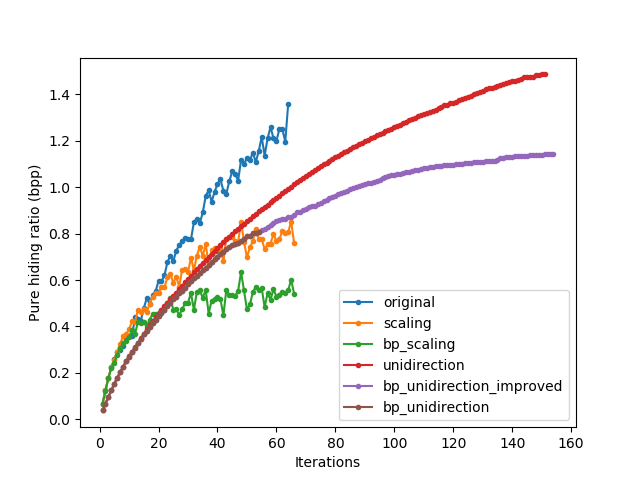 1.4
1.2
1.0
0.8
0.6
0.4
0.2
0.0
Pure hiding ratio (bpp)
original
scaling
bp_scaling
unidirection
bp_unidirection_improved
bp_unidirection
0 20 40 60 80 100 120 140 160
Iterations